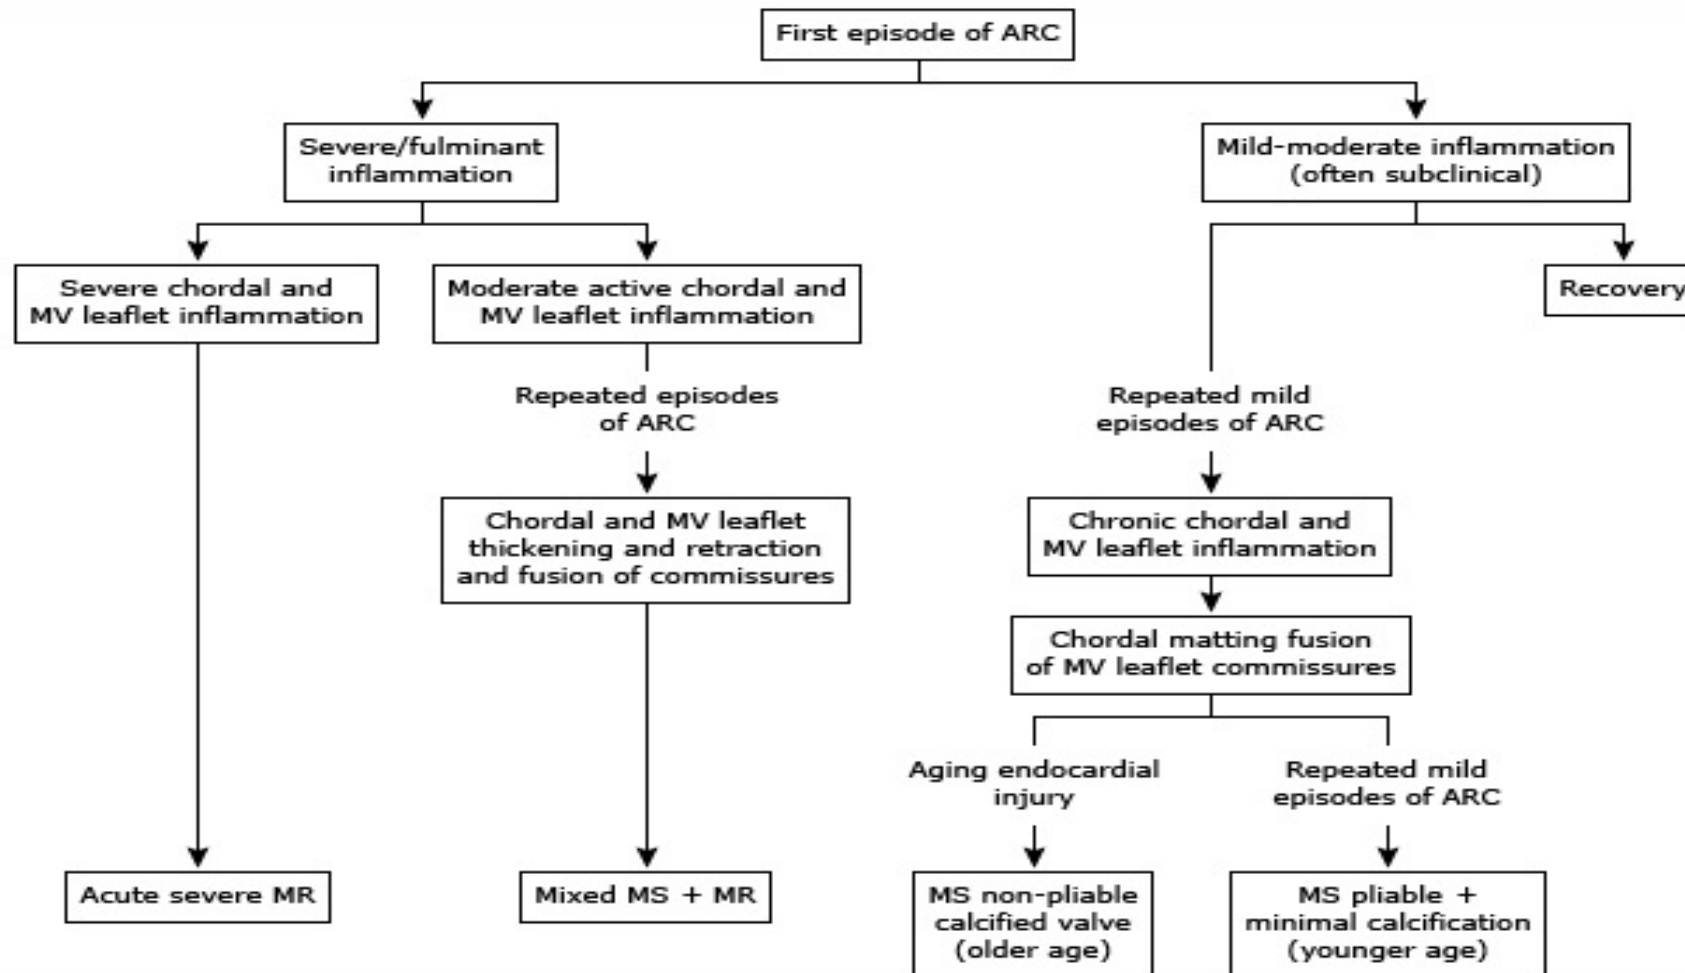 First episode of ARC
Severe/fulminant
inflammation
Mild-moderate inflammation
(often subclinical)
Severe chordal and
MV leaflet inflammation
Moderate active chordal and
MV leaflet inflammation
Recovery
Repeated episodes
of ARC
Repeated mild
episodes of ARC
Chordal and MV leaflet
thickening and retraction
and fusion of commissures
Chronic chordal and
MV leaflet inflammation
Chordal matting fusion
of MV leaflet commissures
Aging endocardial
injury
Repeated mild
episodes of ARC
Acute severe MR
Mixed MS + MR
MS non-pliable
calcified valve
(older age)
MS pliable +
minimal calcification
(younger age)